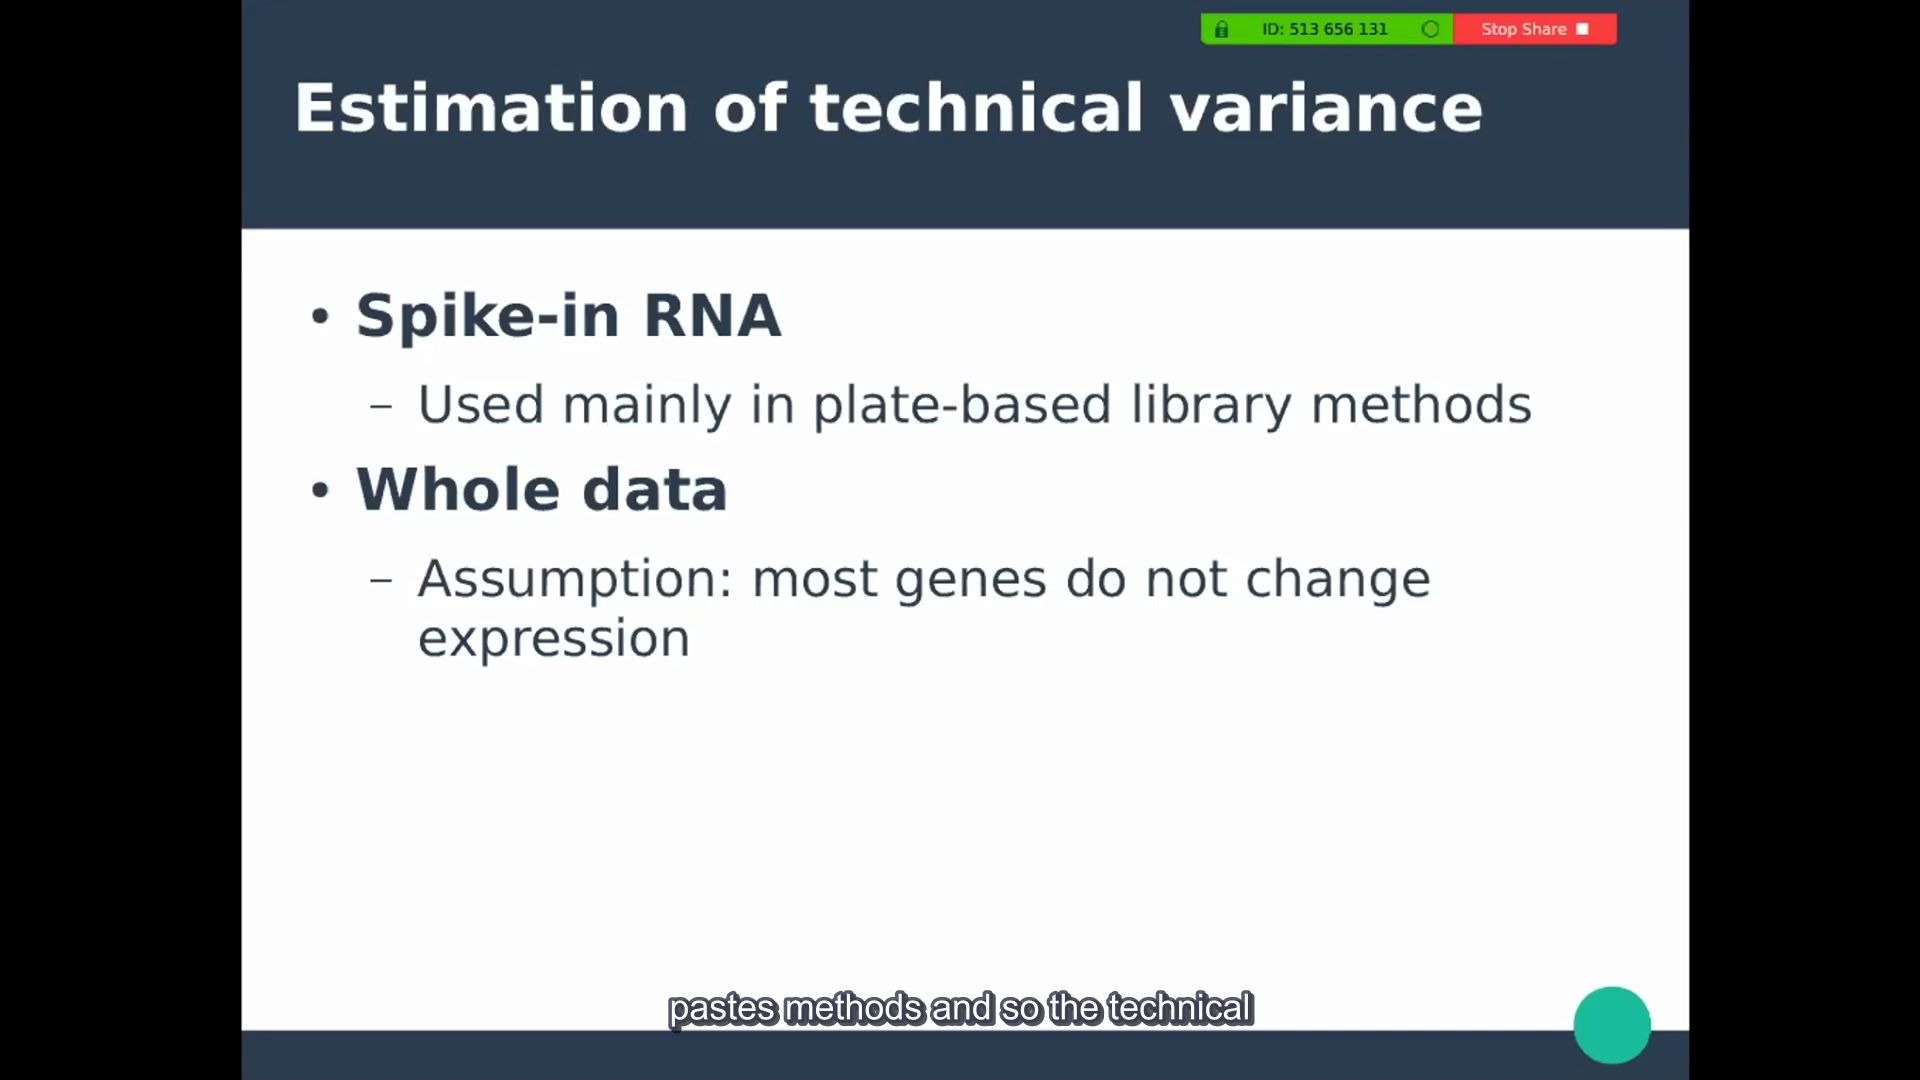 ID: 513 656 131
Stop Share
Estimation of technical variance
• Spike-in RNA
– Used mainly in plate-based library methods
• Whole data
– Assumption: most genes do not change
expression
pastes methods and so the technical